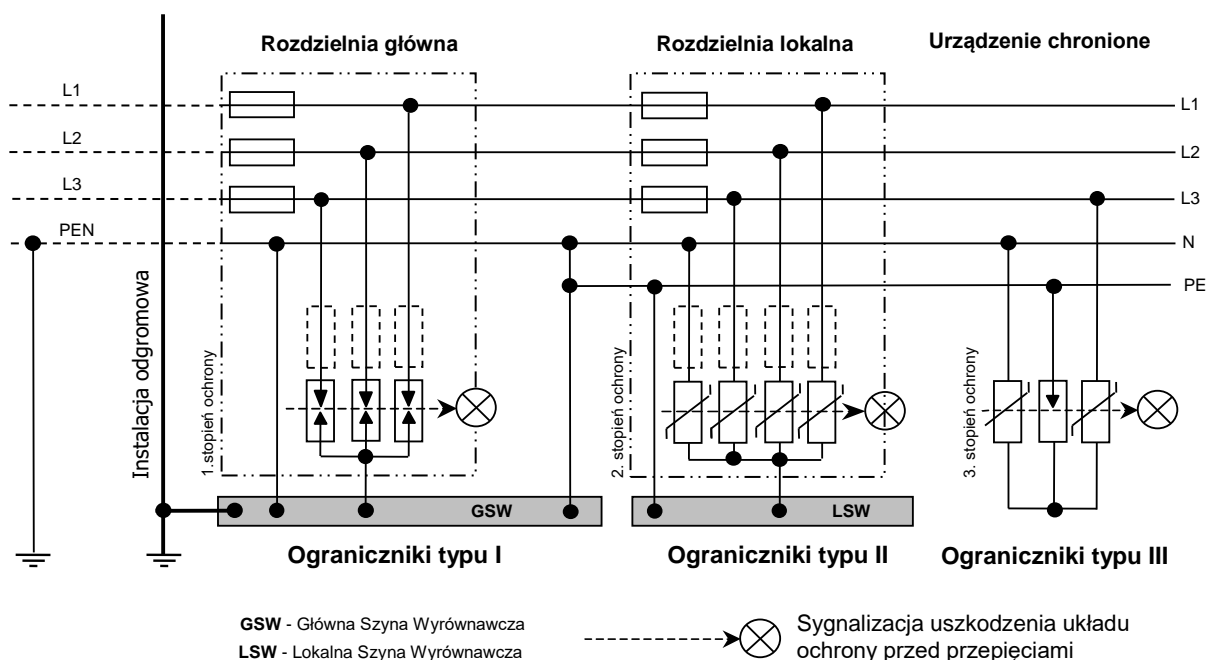 Rozdzielnia główna
Rozdzielnia lokalna
Urządzenie chronione
L1
L1
L2
L2
L3
L3
PEN
N
PE
Instalacja odgromowa
1.stopień ochrony
2. stopień ochrony
3. stopień ochrony
GSW
LSW
Ograniczniki typu I
Ograniczniki typu II
Ograniczniki typu III
GSW - Główna Szyna Wyrównawcza
LSW - Lokalna Szyna Wyrównawcza
Sygnalizacja uszkodzenia układu
ochrony przed przepięciami